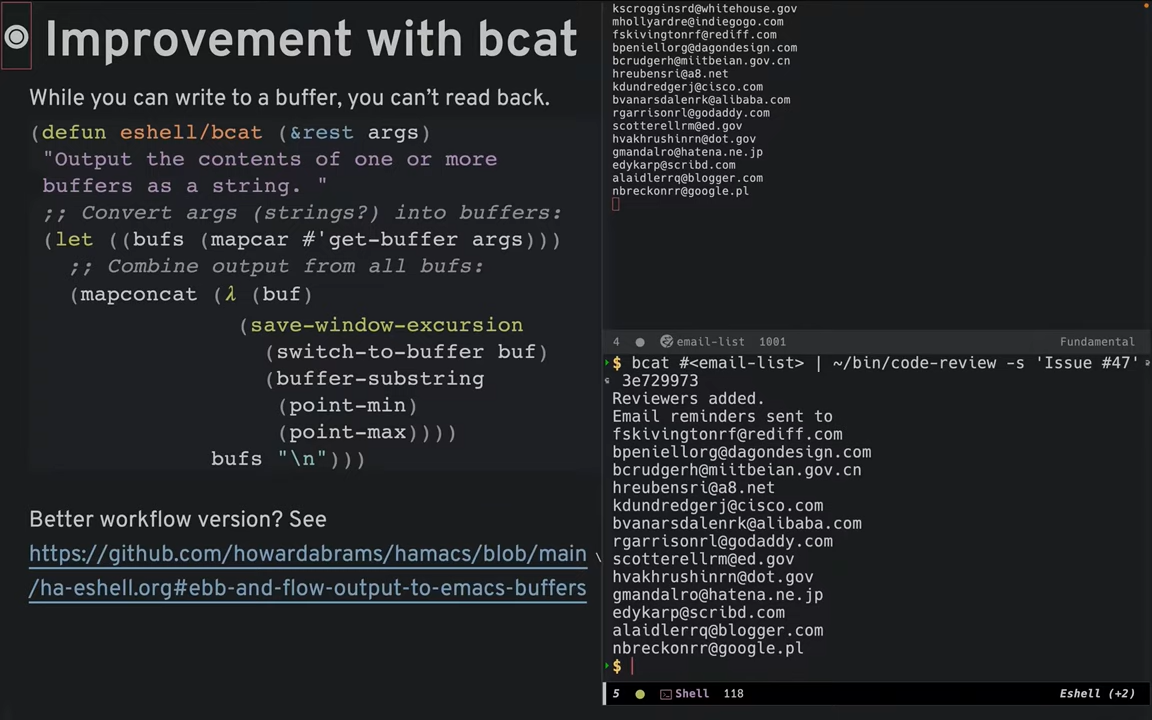 Improvement with bcat
While you can write to a buffer, you can't read back.
(defun eshell/bcat (&rest args)
"Output the contents of one or more
buffers as a string. "
;; Convert args (strings?) into buffers:
(let ((bufs (mapcar #'get-buffer args)))
;; Combine output from all bufs:
(mapconcat (λ (buf)
(save-window-excursion
(switch-to-buffer buf)
(buffer-substring
(point-min)
(point-max))))
bufs "\n")))
Better workflow version? See
https://github.com/howardabrams/hamacs/blob/main \
/ha-eshell.org#ebb-and-flow-output-to-emacs-buffers
kscrogginsrd@whitehouse.gov
mhollyardre@indiegogo.com
fskivingtonrf@rediff.com
bpeniellorg@dagondesign.com
bcrudgerh@miitbeian.gov.cn
hreubensri@a8.net
kdundredgerj@cisco.com
bvanarsdalenrk@alibaba.com
rgarrisonrl@godaddy.com
scotterellrm@ed.gov
hvakhrushinrn@dot.gov
gmandalro@hatena.ne.jp
edykarp@scribd.com
alaidlerrq@blogger.com
nbreckonrr@google.pl
4 email-list 1001 Fundamental
$ bcat #<email-list> | ~/bin/code-review -s 'Issue #47'
3e729973
Reviewers added.
Email reminders sent to
fskivingtonrf@rediff.com
bpeniellorg@dagondesign.com
bcrudgerh@miitbeian.gov.cn
hreubensri@a8.net
kdundredgerj@cisco.com
bvanarsdalenrk@alibaba.com
rgarrisonrl@godaddy.com
scotterellrm@ed.gov
hvakhrushinrn@dot.gov
gmandalro@hatena.ne.jp
edykarp@scribd.com
alaidlerrq@blogger.com
nbreckonrr@google.pl
$
5 Shell 118 Eshell (+2)